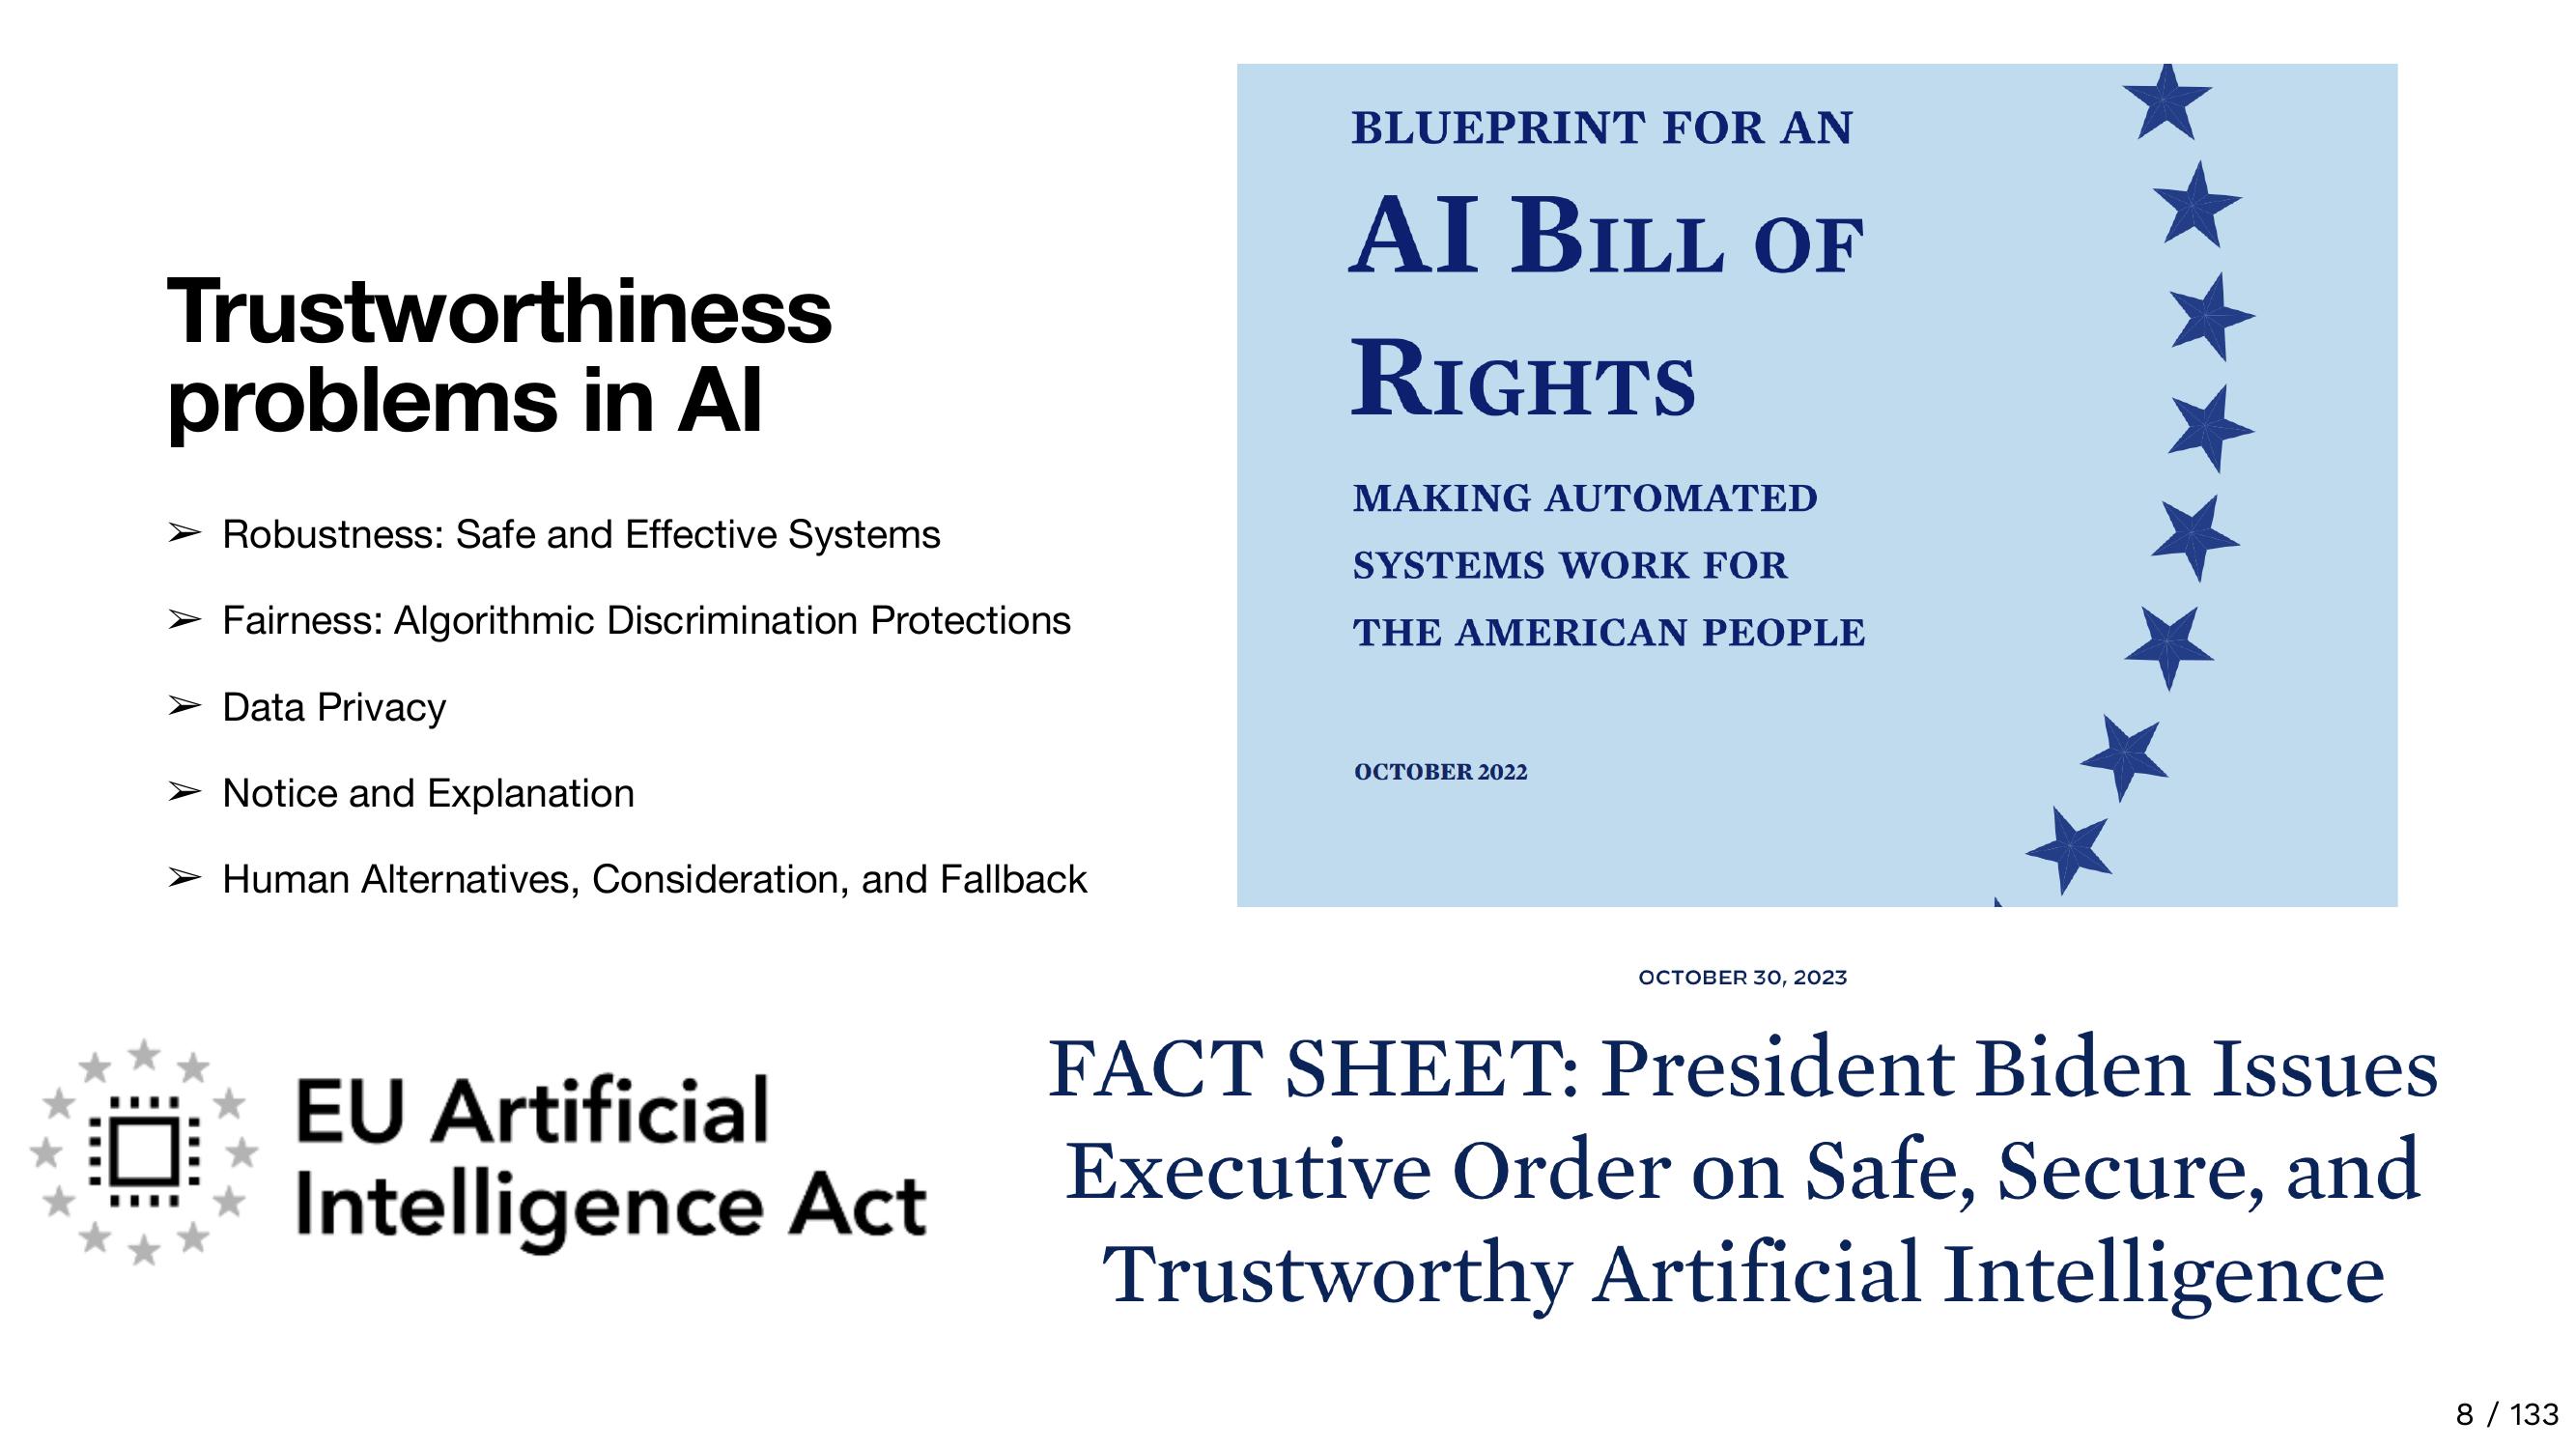 Trustworthiness
problems in AI
➢ Robustness: Safe and Effective Systems
➢ Fairness: Algorithmic Discrimination Protections
➢ Data Privacy
➢ Notice and Explanation
➢ Human Alternatives, Consideration, and Fallback
BLUEPRINT FOR AN
AI BILL OF
RIGHTS
MAKING AUTOMATED
SYSTEMS WORK FOR
THE AMERICAN PEOPLE
OCTOBER 2022
EU Artificial
Intelligence Act
OCTOBER 30, 2023
FACT SHEET: President Biden Issues
Executive Order on Safe, Secure, and
Trustworthy Artificial Intelligence
8 / 133